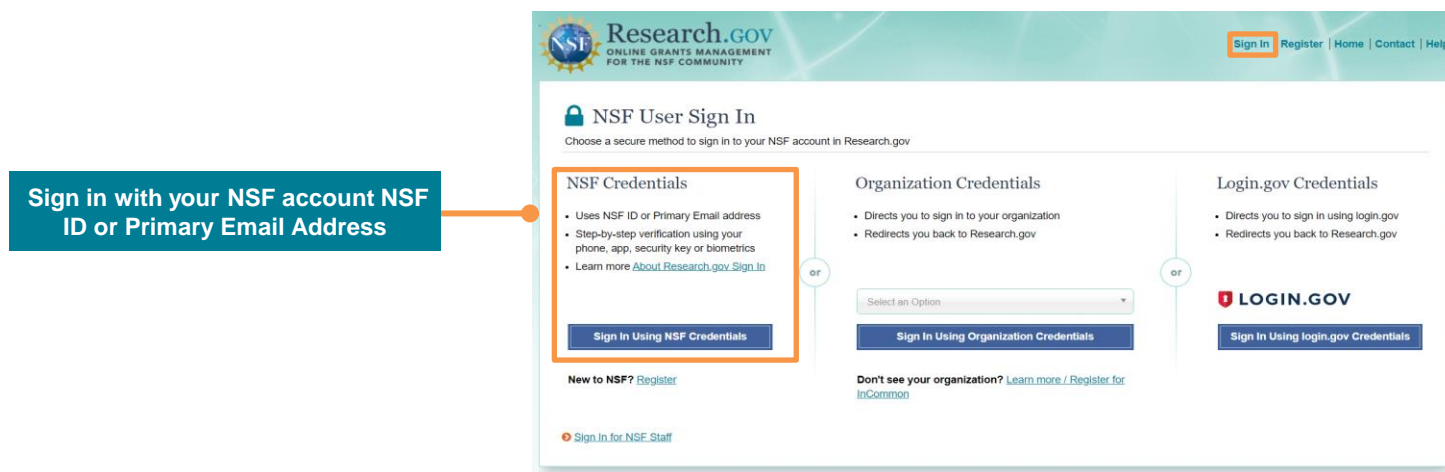 Research.GOV
ONLINE GRANTS MANAGEMENT
FOR THE NSF COMMUNITY
NSF
Sign In Register | Home | Contact | Help
NSF User Sign In
Choose a secure method to sign in to your NSF account in Research.gov
Sign in with your NSF account NSF
ID or Primary Email Address
NSF Credentials
• Uses NSF ID or Primary Email address
• Step-by-step verification using your
phone, app, security key or biometrics
• Learn more About Research.gov Sign In
Sign In Using NSF Credentials
New to NSF? Register
or
Organization Credentials
• Directs you to sign in to your organization
• Redirects you back to Research.gov
Select an Option
Sign In Using Organization Credentials
Don't see your organization? Learn more / Register for
InCommon
or
Login.gov Credentials
• Directs you to sign in using login.gov
• Redirects you back to Research.gov
LOGIN.GOV
Sign In Using login.gov Credentials
Sign In for NSF Staff